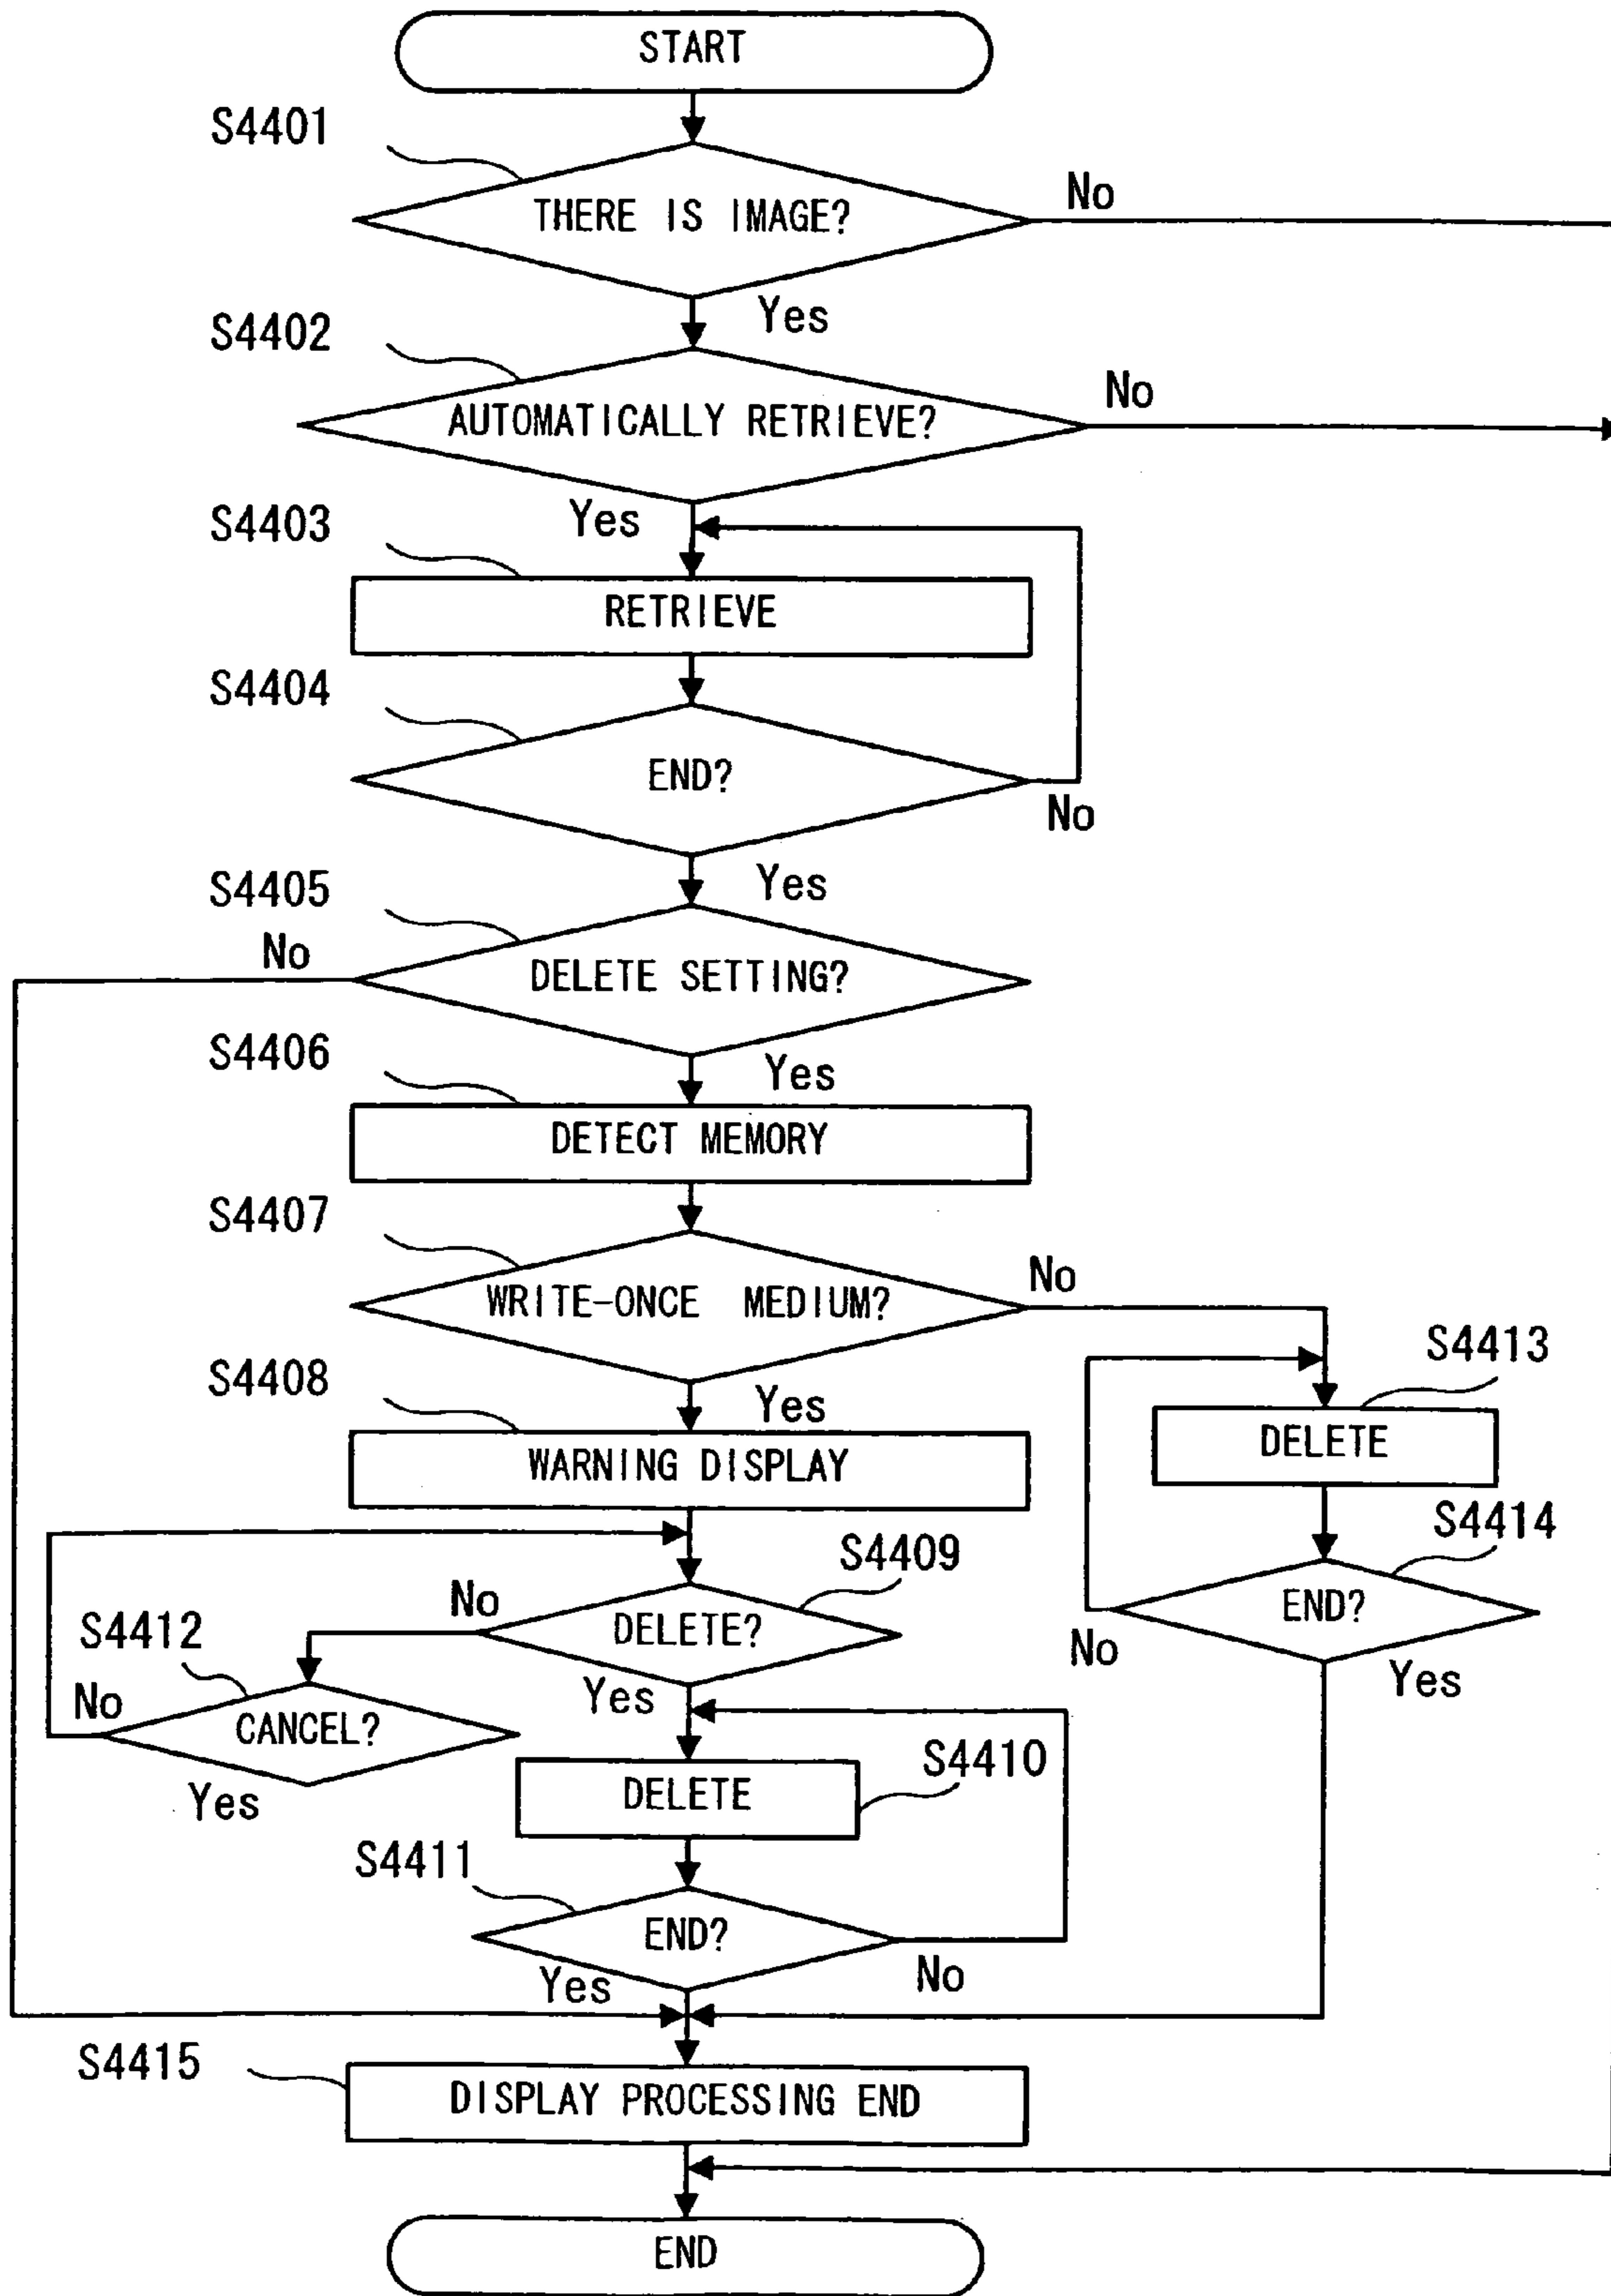 START
S4401
THERE IS IMAGE?
No
Yes
S4402
AUTOMATICALLY RETRIEVE?
No
Yes
S4403
RETRIEVE
S4404
END?
No
Yes
S4405
No
DELETE SETTING?
S4406
Yes
DETECT MEMORY
S4407
WRITE-ONCE MEDIUM?
No
S4408
Yes
S4413
DELETE
WARNING DISPLAY
S4414
S4409
No
DELETE?
END?
S4412
No
Yes
Yes
No
CANCEL?
S4410
DELETE
Yes
S4411
END?
Yes
No
S4415
DISPLAY PROCESSING END
END